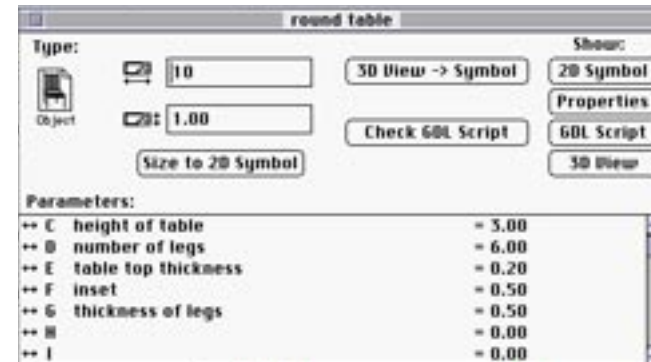 round table
Type:
Show:
10
3D View -> Symbol
2D Symbol
Object
Properties
1.00
Check GDL Script
GDL Script
Size to 2D Symbol
3D View
Parameters:
↔ C height of table = 3.00
↔ D number of legs = 6.00
↔ E table top thickness = 0.20
↔ F inset = 0.50
↔ G thickness of legs = 0.50
↔ H = 0.00
↔ I = 0.00